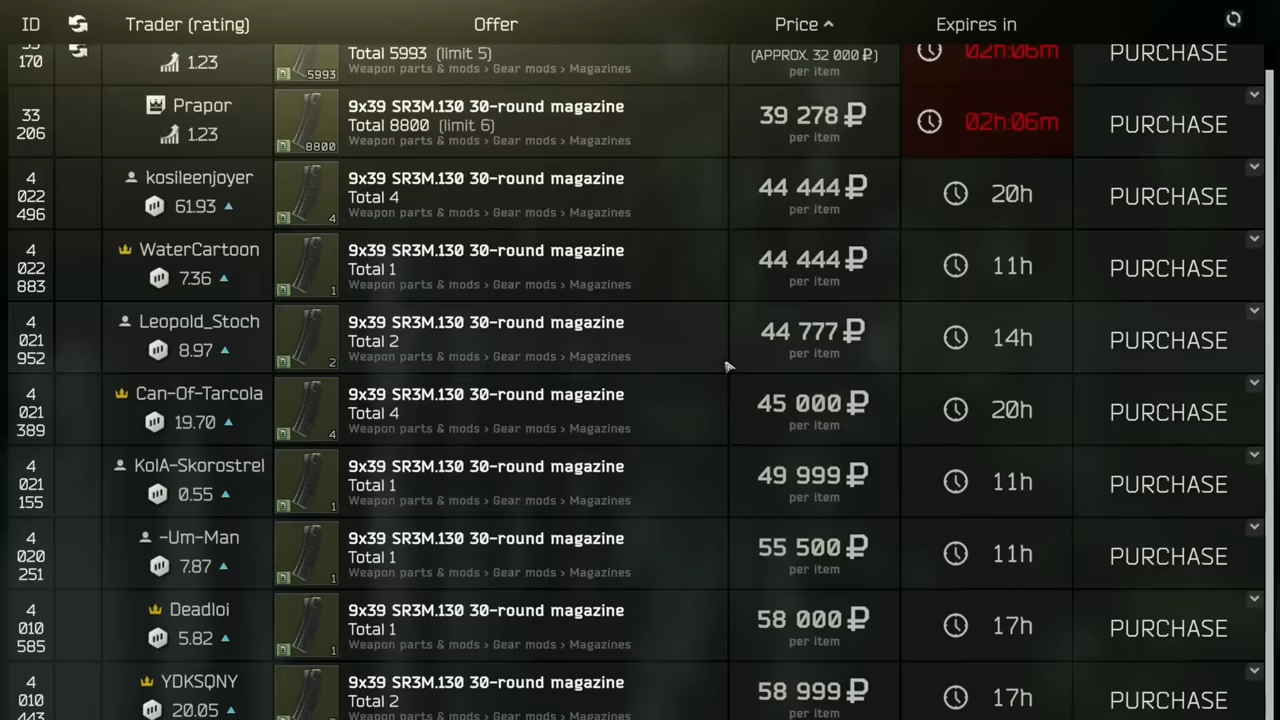 ID Trader (rating) Offer Price Expires in
170 1.23 Total 5993 (limit 5) (APPROX. 32 000 ₽) 02h:06m PURCHASE
5993 Weapon parts & mods > Gear mods > Magazines per item
33 206 Prapor 9x39 SR3M.130 30-round magazine 39 278 ₽ 02h:06m PURCHASE
1.23 Total 8800 (limit 6) per item
8800 Weapon parts & mods > Gear mods > Magazines
4 022 496 kosileenjoyer 9x39 SR3M.130 30-round magazine 44 444 ₽ 20h PURCHASE
61.93 Total 4 per item
4 Weapon parts & mods > Gear mods > Magazines
4 022 883 WaterCartoon 9x39 SR3M.130 30-round magazine 44 444 ₽ 11h PURCHASE
7.36 Total 1 per item
1 Weapon parts & mods > Gear mods > Magazines
4 021 952 Leopold_Stoch 9x39 SR3M.130 30-round magazine 44 777 ₽ 14h PURCHASE
8.97 Total 2 per item
2 Weapon parts & mods > Gear mods > Magazines
4 021 389 Can-Of-Tarcola 9x39 SR3M.130 30-round magazine 45 000 ₽ 20h PURCHASE
19.70 Total 4 per item
4 Weapon parts & mods > Gear mods > Magazines
4 021 155 KolA-Skorostrel 9x39 SR3M.130 30-round magazine 49 999 ₽ 11h PURCHASE
0.55 Total 1 per item
1 Weapon parts & mods > Gear mods > Magazines
4 020 251 -Um-Man 9x39 SR3M.130 30-round magazine 55 500 ₽ 11h PURCHASE
7.87 Total 1 per item
1 Weapon parts & mods > Gear mods > Magazines
4 010 585 Deadloi 9x39 SR3M.130 30-round magazine 58 000 ₽ 17h PURCHASE
5.82 Total 1 per item
1 Weapon parts & mods > Gear mods > Magazines
4 010 YDKSQNY 9x39 SR3M.130 30-round magazine 58 999 ₽ 17h PURCHASE
20.05 Total 2 per item